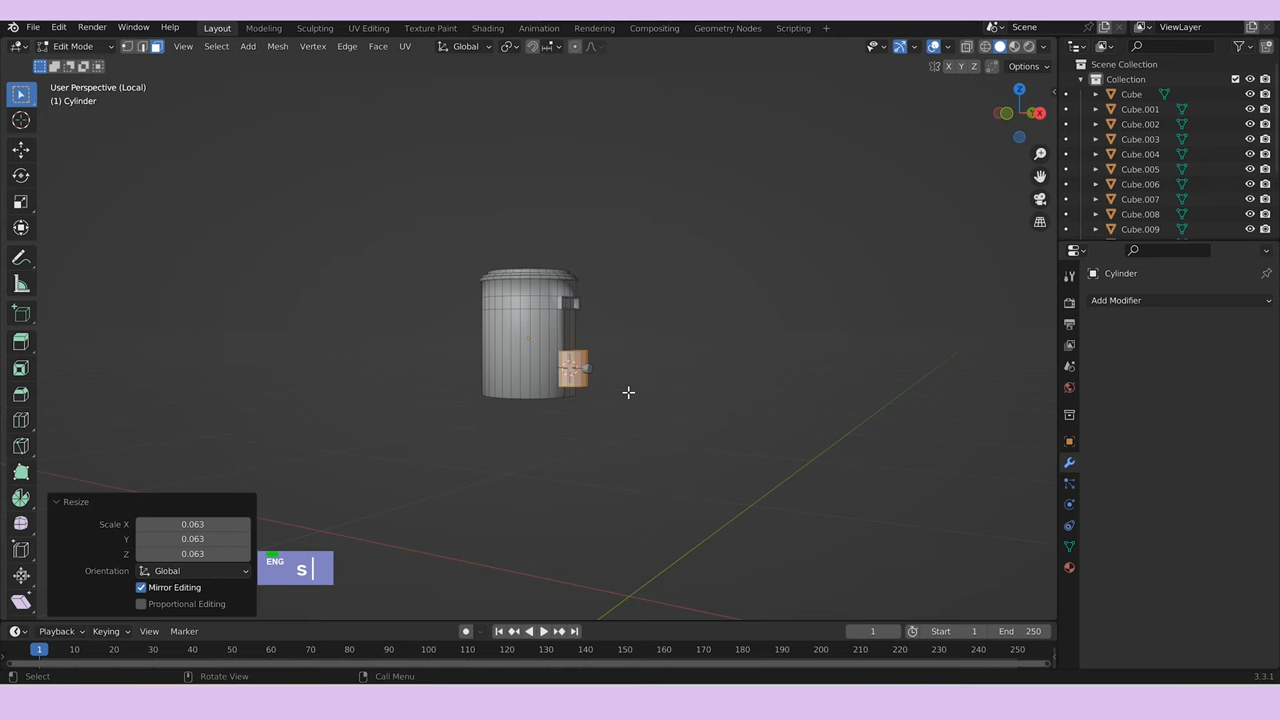 File Edit Render Window Help Layout Modeling Sculpting UV Editing Texture Paint Shading Animation Rendering Compositing Geometry Nodes Scripting + Scene ViewLayer
Edit Mode View Select Add Mesh Vertex Edge Face UV Global
X Y Z Options
User Perspective (Local)
(1) Cylinder
Z
Y X
Scene Collection
Collection
Cube
Cube.001
Cube.002
Cube.003
Cube.004
Cube.005
Cube.006
Cube.007
Cube.008
Cube.009
Cylinder
Add Modifier
Resize
Scale X 0.063
Y 0.063
Z 0.063
Orientation Global
Mirror Editing
Proportional Editing
ENG
s
Playback Keying View Marker 1 Start 1 End 250
1 10 20 30 40 50 60 70 80 90 100 110 120 130 140 150 160 170 180 190 200 210 220 230 240 250
Select Rotate View Call Menu 3.3.1